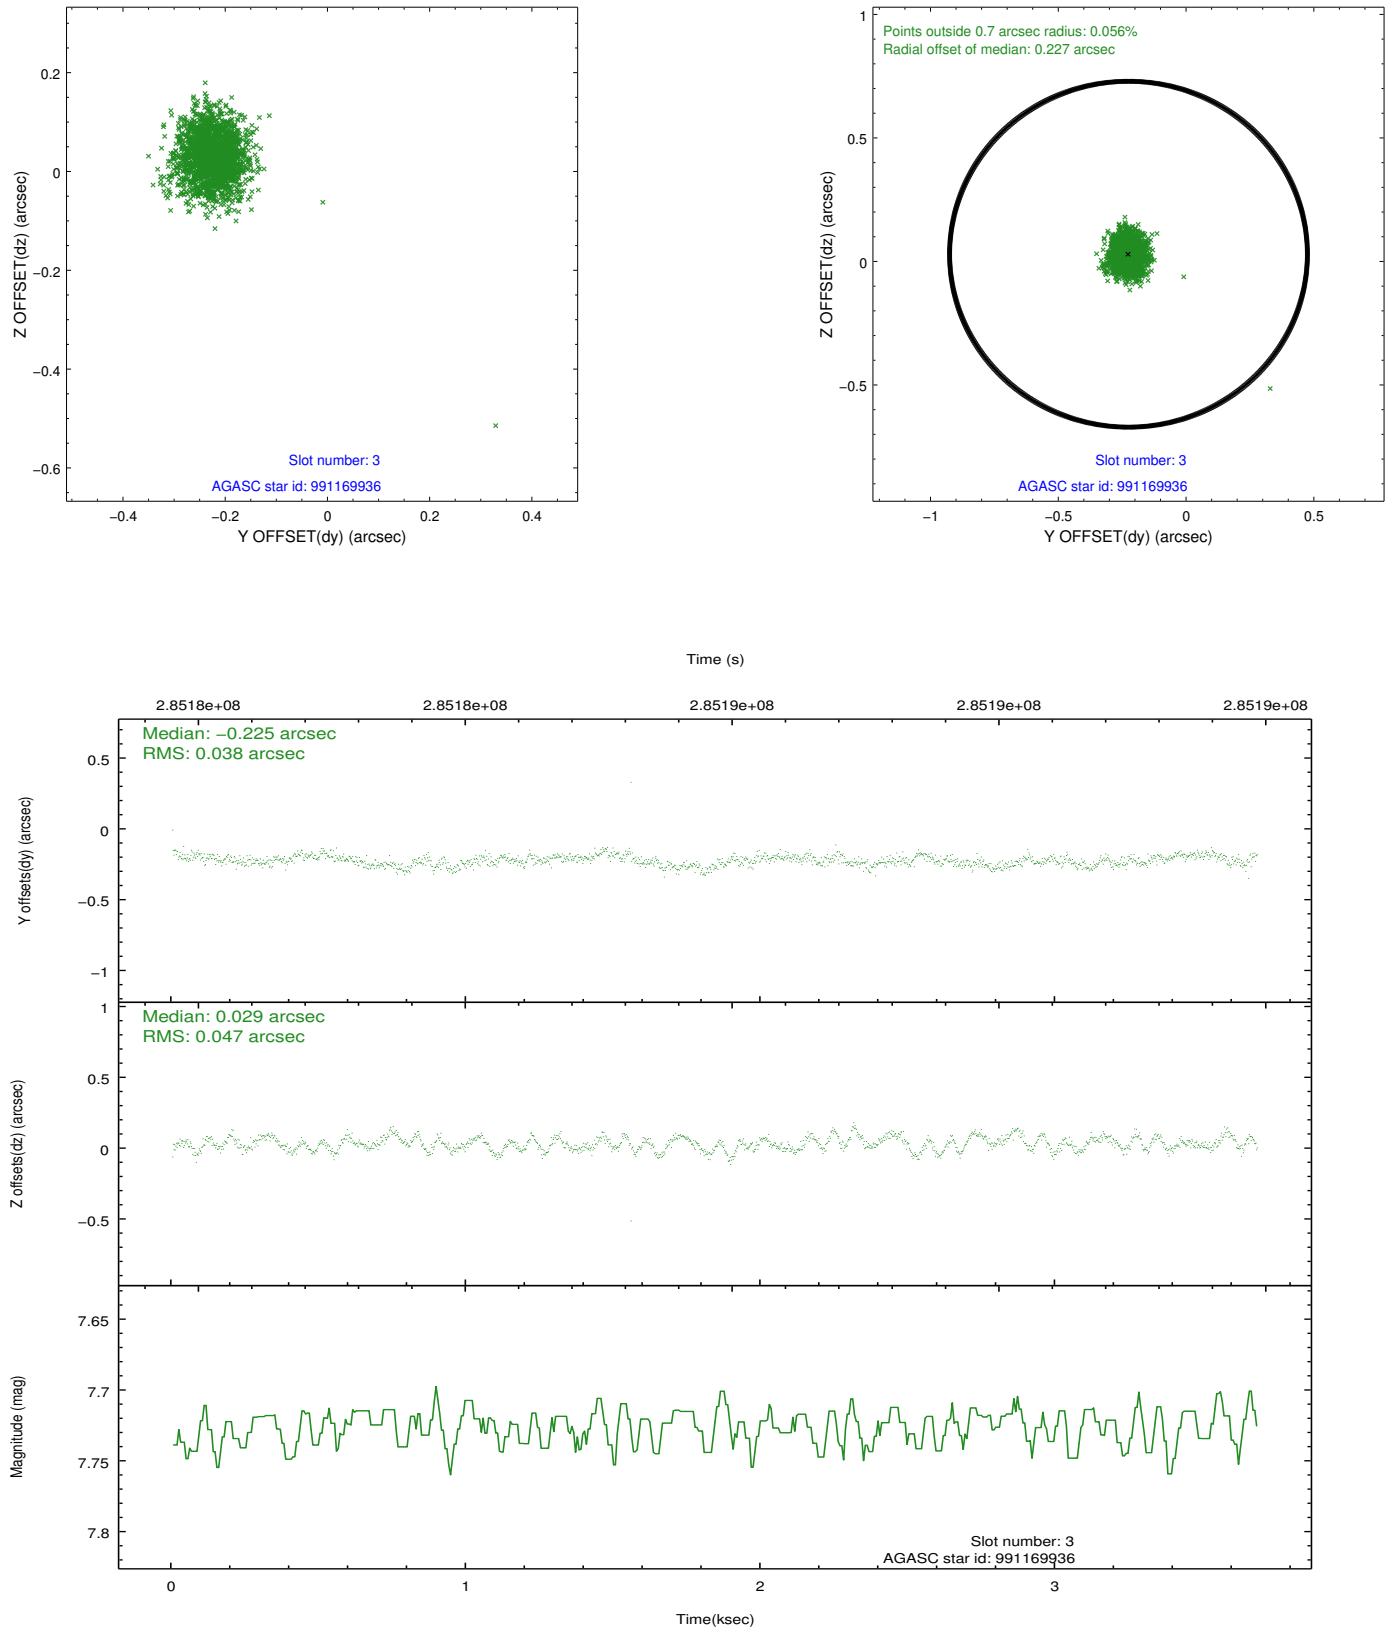 0.2
0
−0.2
−0.4
−0.6
Z OFFSET(dz) (arcsec)
Slot number: 3
AGASC star id: 991169936
−0.4
−0.2
0
0.2
0.4
Y OFFSET(dy) (arcsec)
Points outside 0.7 arcsec radius: 0.056%
Radial offset of median: 0.227 arcsec
1
0.5
0
−0.5
Z OFFSET(dz) (arcsec)
Slot number: 3
AGASC star id: 991169936
−1
−0.5
0
0.5
Y OFFSET(dy) (arcsec)
Time (s)
2.8518e+08
2.8518e+08
2.8519e+08
2.8519e+08
2.8519e+08
Median: −0.225 arcsec
RMS: 0.038 arcsec
0.5
0
−0.5
−1
Y offsets(dy) (arcsec)
Median: 0.029 arcsec
RMS: 0.047 arcsec
1
0.5
0
−0.5
Z offsets(dz) (arcsec)
7.65
7.7
7.75
7.8
Magnitude (mag)
Slot number: 3
AGASC star id: 991169936
0
1
2
3
Time(ksec)